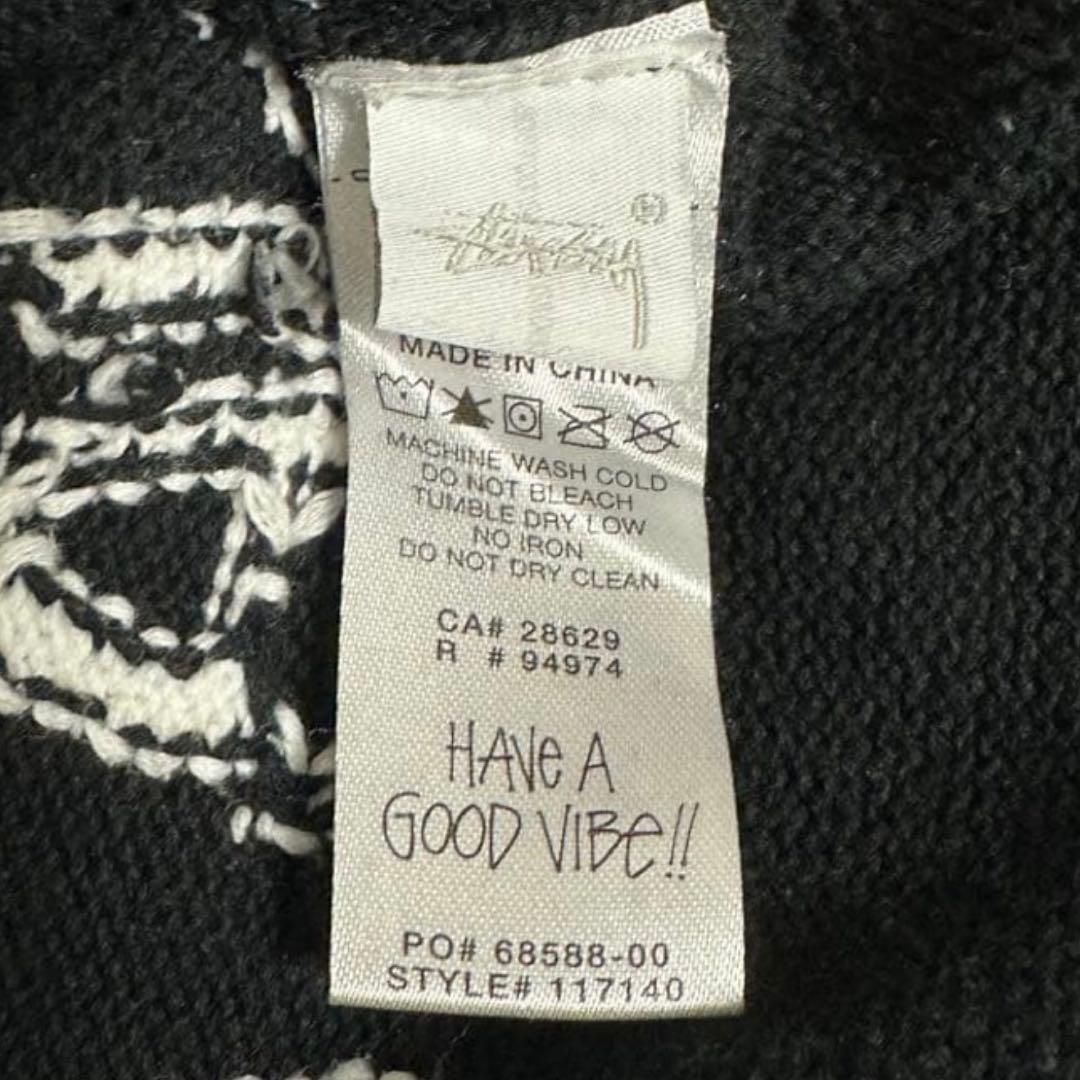 Stüssy ®
MADE IN CHINA
MACHINE WASH COLD
DO NOT BLEACH
TUMBLE DRY LOW
NO IRON
DO NOT DRY CLEAN
CA# 28629
R # 94974
HAVe A
GOOD VIBe!!
PO# 68588-00
STYLE# 117140